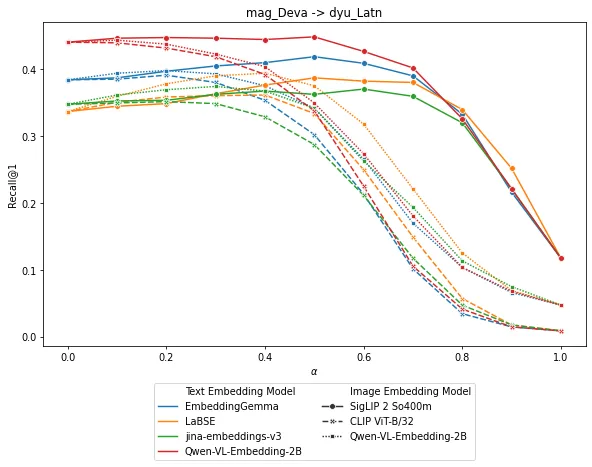 mag_Deva -> dyu_Latn
0.4
0.3
0.2
0.1
0.0
Recall@1
0.0 0.2 0.4 0.6 0.8 1.0
α
Text Embedding Model Image Embedding Model
EmbeddingGemma SigLIP 2 So400m
LaBSE CLIP ViT-B/32
jina-embeddings-v3 Qwen-VL-Embedding-2B
Qwen-VL-Embedding-2B